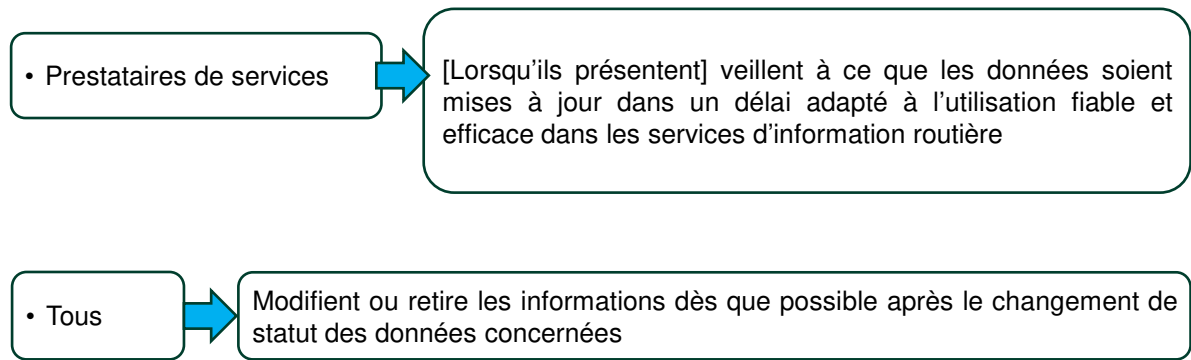 • Prestataires de services
[Lorsqu'ils présentent] veillent à ce que les données soient
mises à jour dans un délai adapté à l’utilisation fiable et
efficace dans les services d’information routière
• Tous
Modifient ou retire les informations dès que possible après le changement de
statut des données concernées